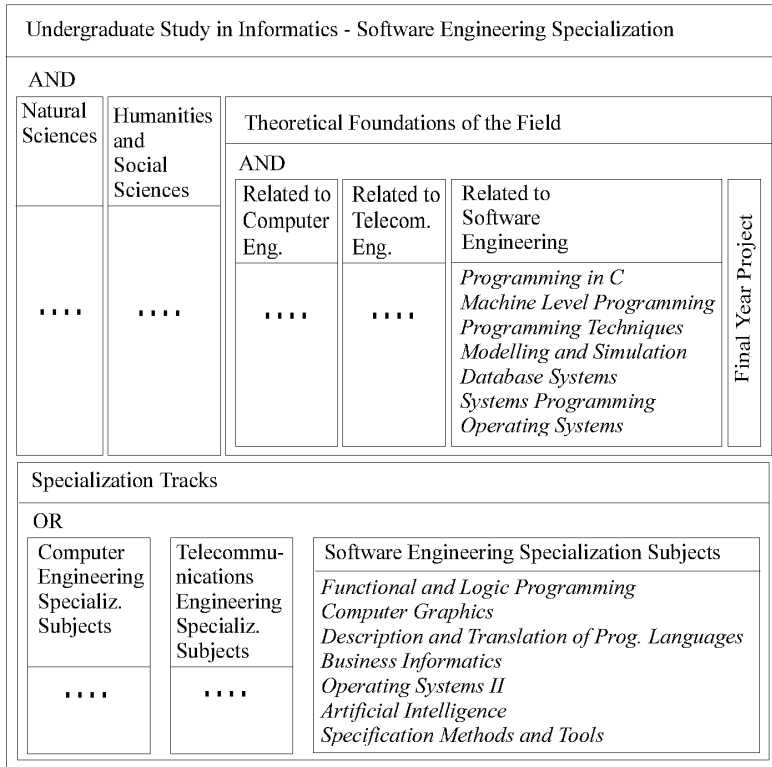 Undergraduate Study in Informatics - Software Engineering Specialization
AND
Natural
Sciences
....
Humanities
and
Social
Sciences
....
Theoretical Foundations of the Field
AND
Related to
Computer
Eng.
....
Related to
Telecom.
Eng.
....
Related to
Software
Engineering
Programming in C
Machine Level Programming
Programming Techniques
Modelling and Simulation
Database Systems
Systems Programming
Operating Systems
Final Year Project
Specialization Tracks
OR
Computer
Engineering
Specializ.
Subjects
....
Telecommu-
nications
Engineering
Specializ.
Subjects
....
Software Engineering Specialization Subjects
Functional and Logic Programming
Computer Graphics
Description and Translation of Prog. Languages
Business Informatics
Operating Systems II
Artificial Intelligence
Specification Methods and Tools